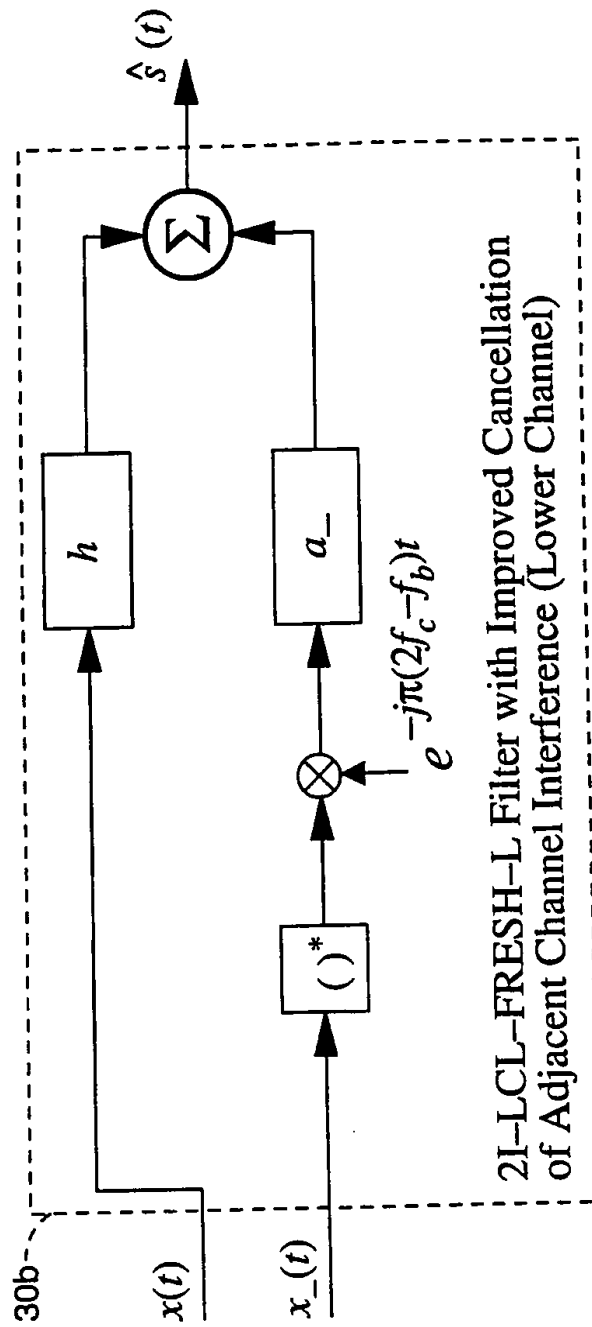 30b
x(t)
h
Σ
ŝ (t)
x_(t)
( )*
e^{-jπ(2f_c–f_b)t}
a_
2I–LCL–FRESH–L Filter with Improved Cancellation
of Adjacent Channel Interference (Lower Channel)